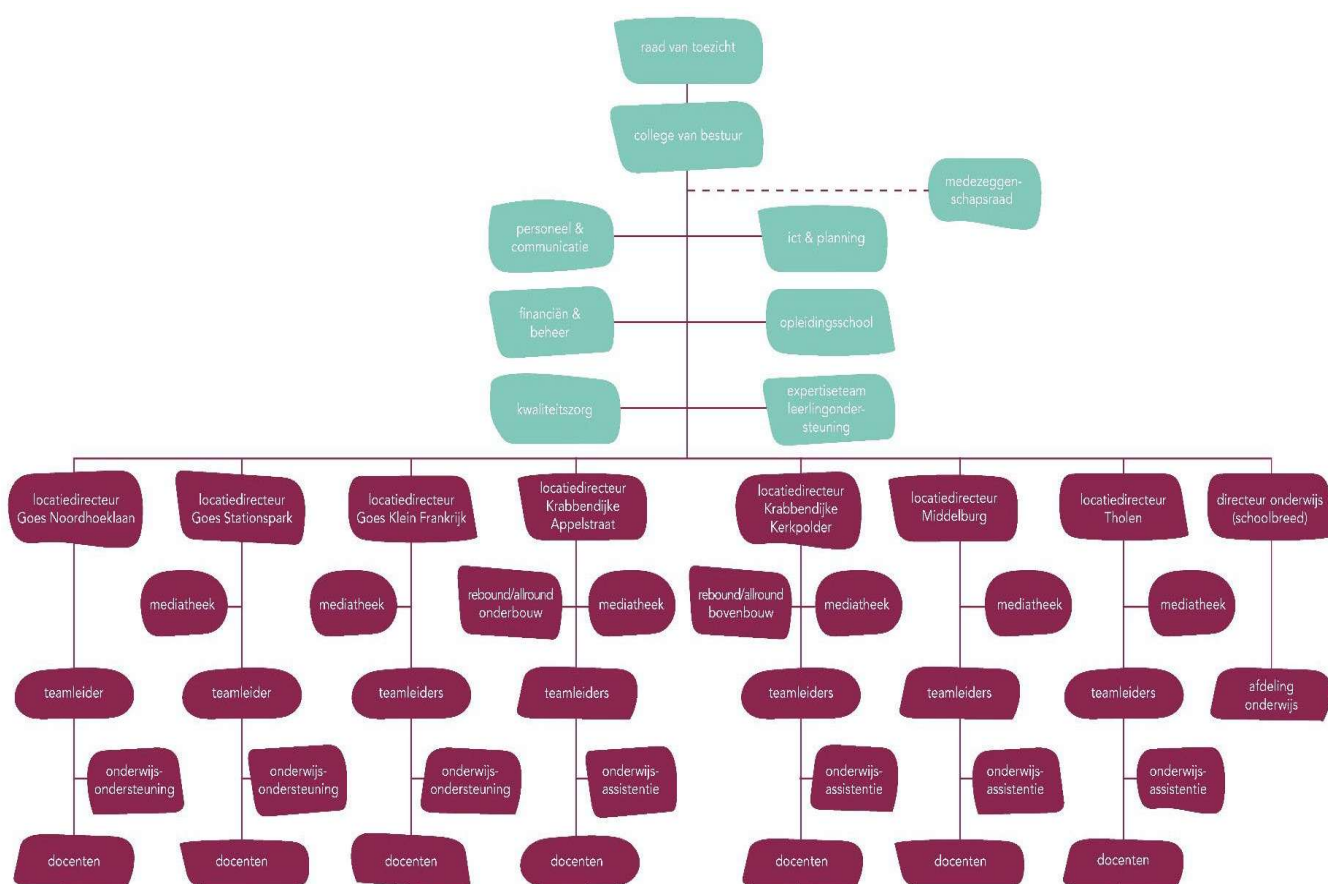 raad van toezicht
college van bestuur
medezeggen-
schapsraad
personeel &
communicatie
ict & planning
financiën &
beheer
opleidingsschool
kwaliteitszorg
expertiseteam
leerlingonder-
steuning
locatiedirecteur
Goes Noordhoeklaan
locatiedirecteur
Goes Stationspark
locatiedirecteur
Goes Klein Frankrijk
locatiedirecteur
Krabbendijke
Appelstraat
locatiedirecteur
Krabbendijke
Kerkpolder
locatiedirecteur
Middelburg
locatiedirecteur
Tholen
directeur onderwijs
(schoolbreed)
mediatheek
mediatheek
rebound/allround
onderbouw
mediatheek
rebound/allround
bovenbouw
mediatheek
mediatheek
mediatheek
teamleider
teamleider
teamleiders
teamleiders
teamleiders
teamleiders
teamleiders
afdeling
onderwijs
onderwijs-
ondersteuning
onderwijs-
ondersteuning
onderwijs-
ondersteuning
onderwijs-
assistentie
onderwijs-
assistentie
onderwijs-
assistentie
onderwijs-
assistentie
docenten
docenten
docenten
docenten
docenten
docenten
docenten